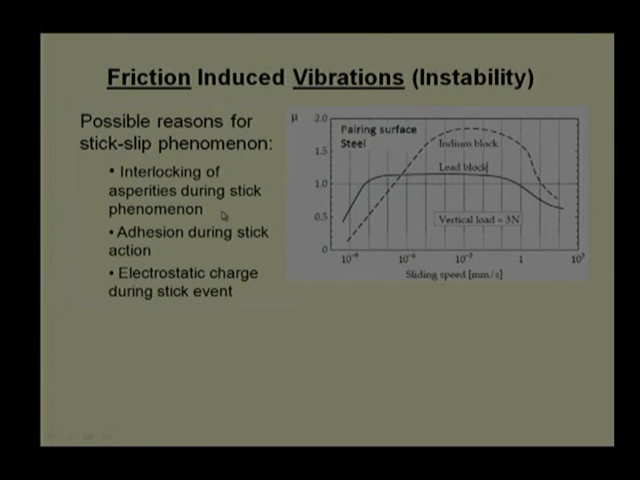 Friction Induced Vibrations (Instability)
Possible reasons for
stick-slip phenomenon:
• Interlocking of
asperities during stick
phenomenon
• Adhesion during stick
action
• Electrostatic charge
during stick event
μ
2.0
1.5
1.0
0.5
0
Pairing surface
Steel
Indium block
Lead block
Vertical load = 3N
1
Sliding speed [mm/s]